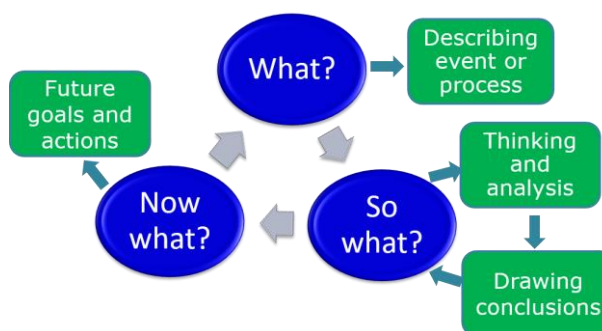 What?
Describing
event or
process
Future
goals and
actions
Thinking
and
analysis
So
what?
Now
what?
Drawing
conclusions